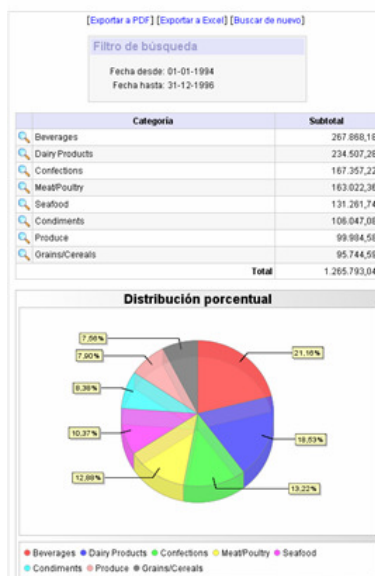 [Exportar a PDF] [Exportar a Excel] [Buscar de nuevo]
Filtro de búsqueda
Fecha desde: 01-01-1994
Fecha hasta: 31-12-1996
Categoría Subtotal
Beverages 267.868,18
Dairy Products 234.507,28
Confections 167.357,22
Meat/Poultry 163.022,36
Seafood 131.261,74
Condiments 106.047,08
Produce 99.984,58
Grains/Cereals 95.744,59
Total 1.265.793,04
Distribución porcentual
7,56%
21,16%
7,90%
8,38%
10,37%
18,53%
12,88%
13,22%
Beverages Dairy Products Confections Meat/Poultry Seafood
Condiments Produce Grains/Cereals